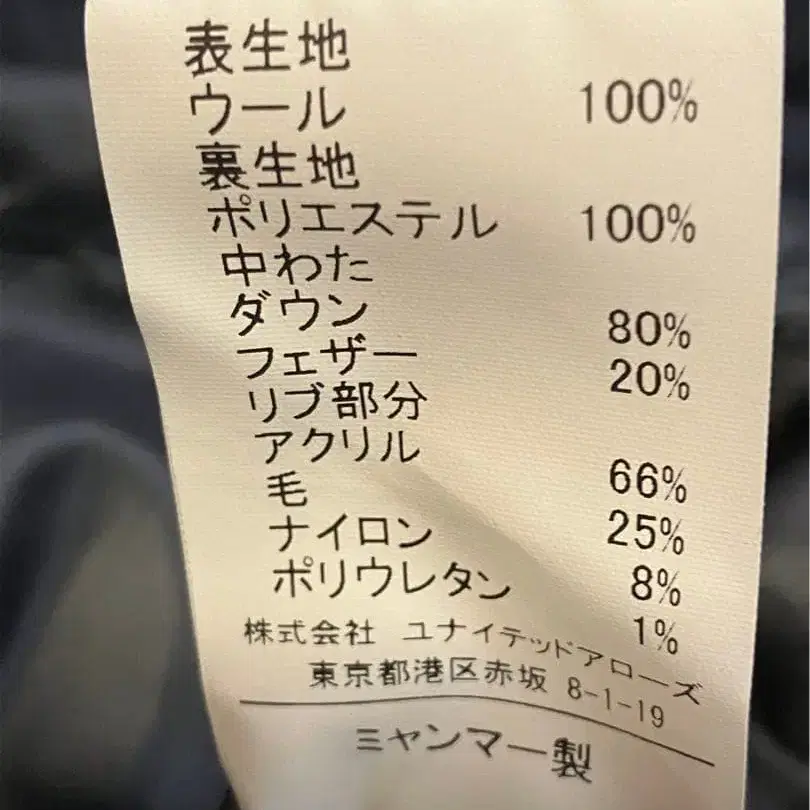 表生地
ウール 100%
裏生地
ポリエステル 100%
中わた
ダウン 80%
フェザー 20%
リブ部分
アクリル 66%
毛 25%
ナイロン 8%
ポリウレタン 1%
株式会社 ユナイテッドアローズ
東京都港区赤坂 8-1-19
ミャンマー製